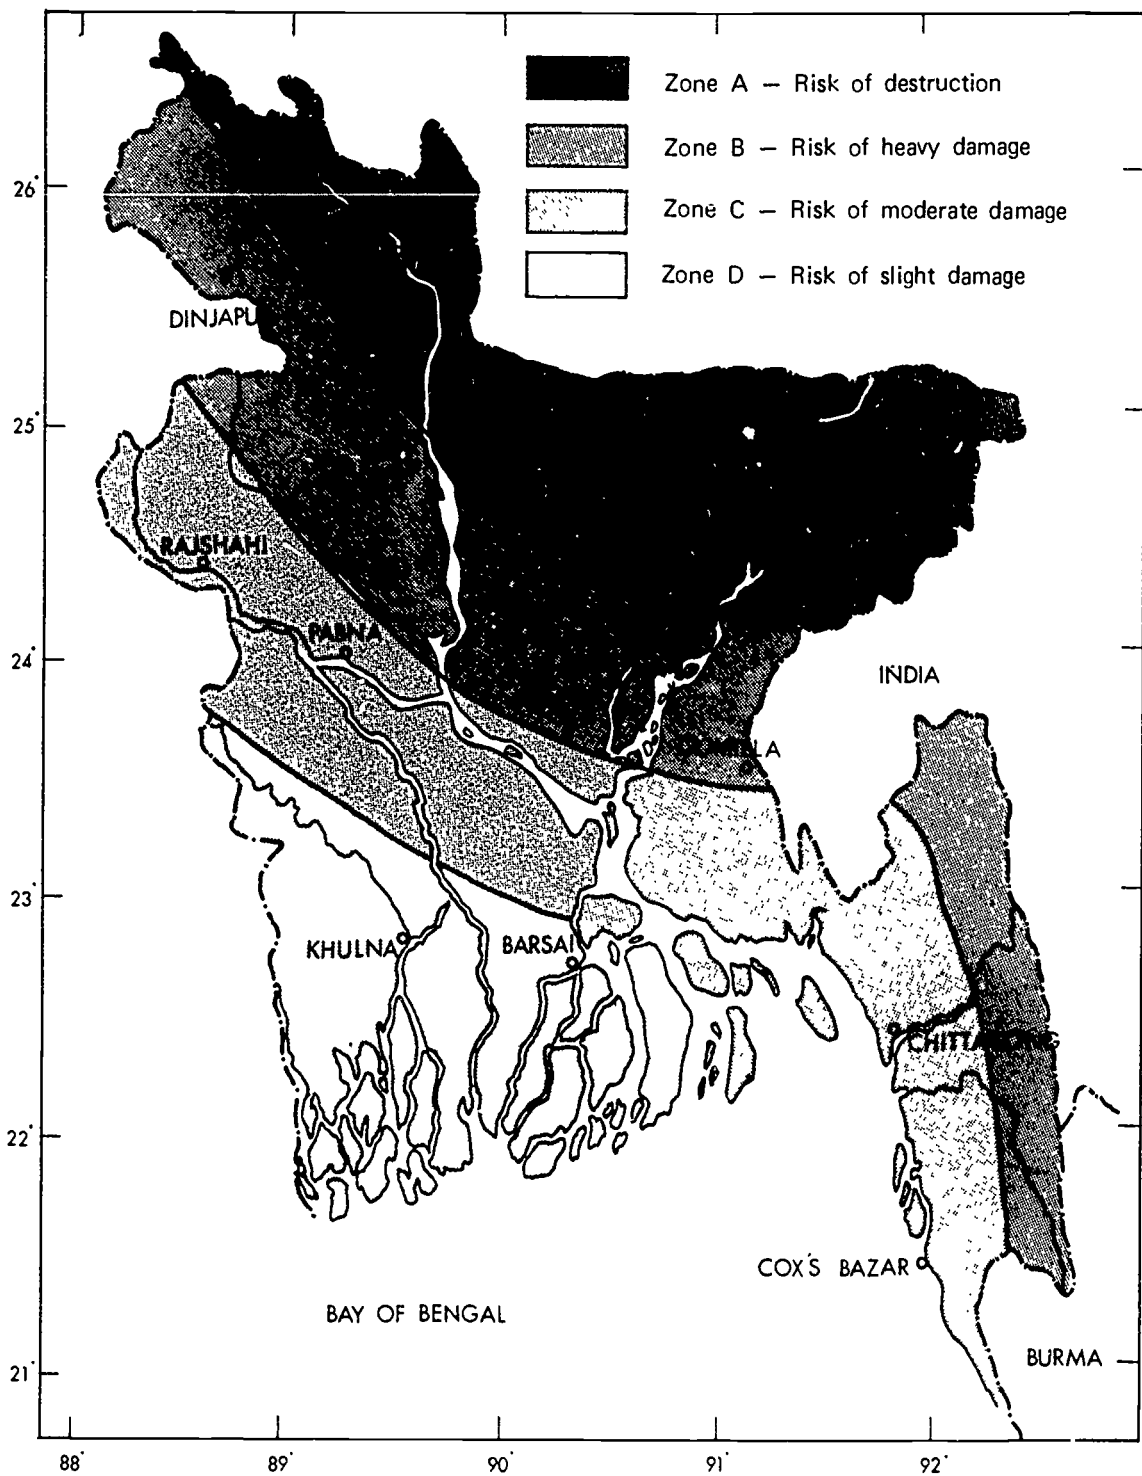 Zone A – Risk of destruction
Zone B – Risk of heavy damage
Zone C – Risk of moderate damage
Zone D – Risk of slight damage
26°
DINJAPU
25°
RAJSHAHI
PABNA
24°
INDIA
23°
KHULNA
BARSAI
CHITTAGONG
22°
COX'S BAZAR
BAY OF BENGAL
BURMA
21°
88° 89° 90° 91° 92°